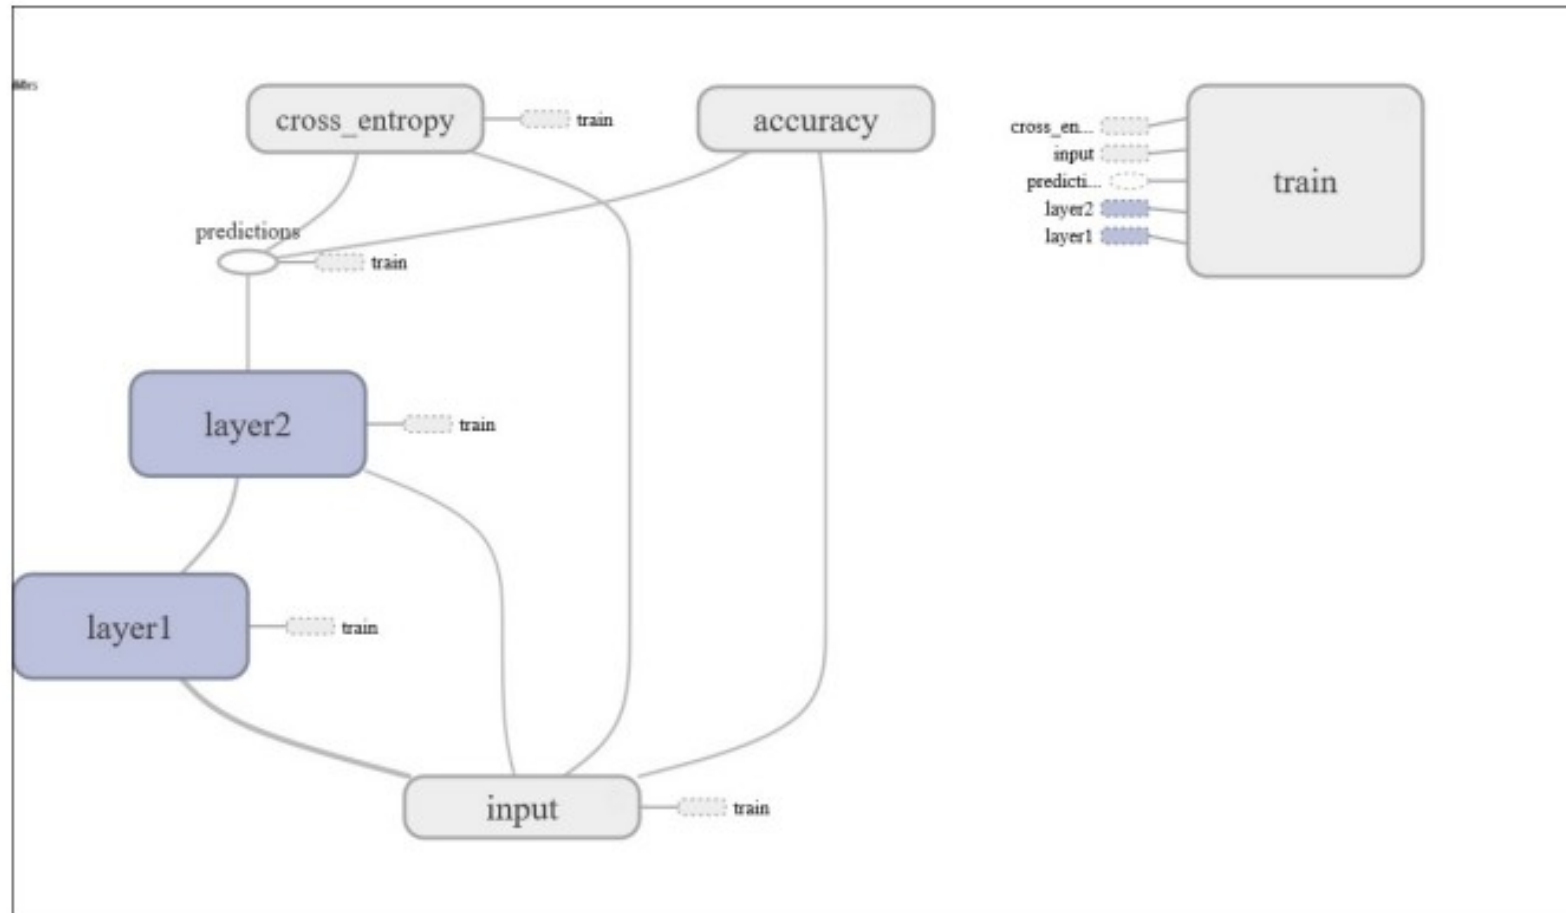 cross_entropy
train
accuracy
cross_en...
input
predicti...
layer2
layer1
train
predictions
train
layer2
train
layer1
train
input
train